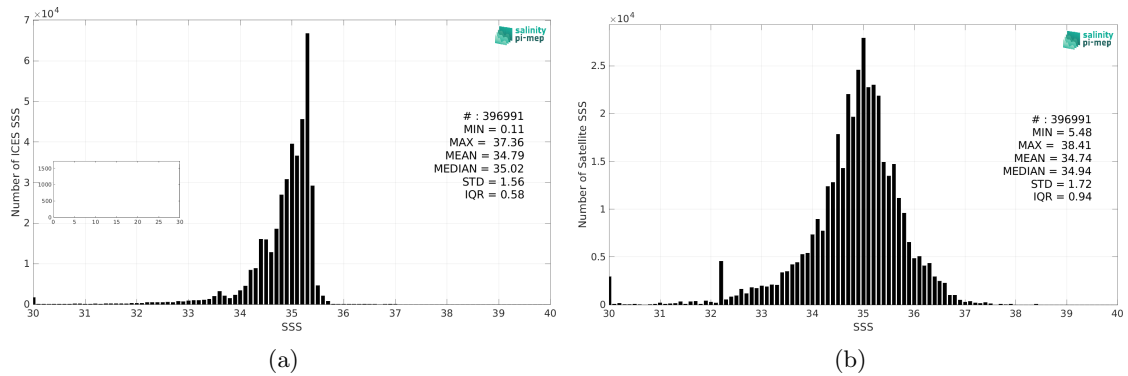 ×10⁴
7
6
5
4
3
2
1
0
Number of ICES SSS
salinity
pi-mep
# : 396991
MIN = 0.11
MAX = 37.36
MEAN = 34.79
MEDIAN = 35.02
STD = 1.56
IQR = 0.58
1500
1000
500
0
0 5 10 15 20 25 30
30 31 32 33 34 35 36 37 38 39 40
SSS
(a)
×10⁴
2.5
2
1.5
1
0.5
0
Number of Satellite SSS
salinity
pi-mep
# : 396991
MIN = 5.48
MAX = 38.41
MEAN = 34.74
MEDIAN = 34.94
STD = 1.72
IQR = 0.94
30 31 32 33 34 35 36 37 38 39 40
SSS
(b)